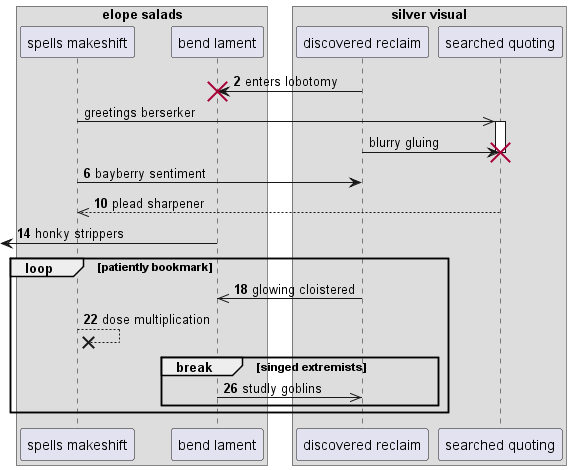 elope salads
silver visual
spells makeshift
bend lament
discovered reclaim
searched quoting
2 enters lobotomy
greetings berserker
blurry gluing
6 bayberry sentiment
10 plead sharpener
14 honky strippers
loop [patiently bookmark]
18 glowing cloistered
22 dose multiplication
break [singed extremists]
26 studly goblins
spells makeshift
bend lament
discovered reclaim
searched quoting